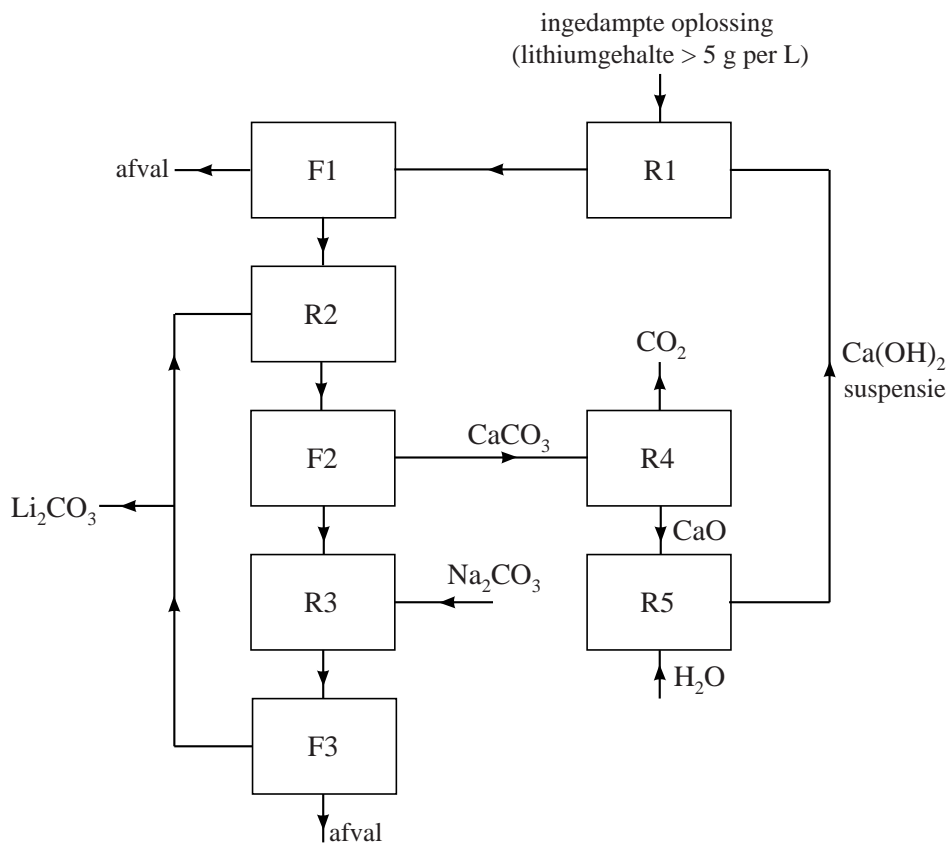 ingedampte oplossing
(lithiumgehalte > 5 g per L)
afval
F1
R1
R2
CO₂
Ca(OH)₂
suspensie
F2
CaCO₃
R4
Li₂CO₃
CaO
R3
Na₂CO₃
R5
H₂O
F3
afval